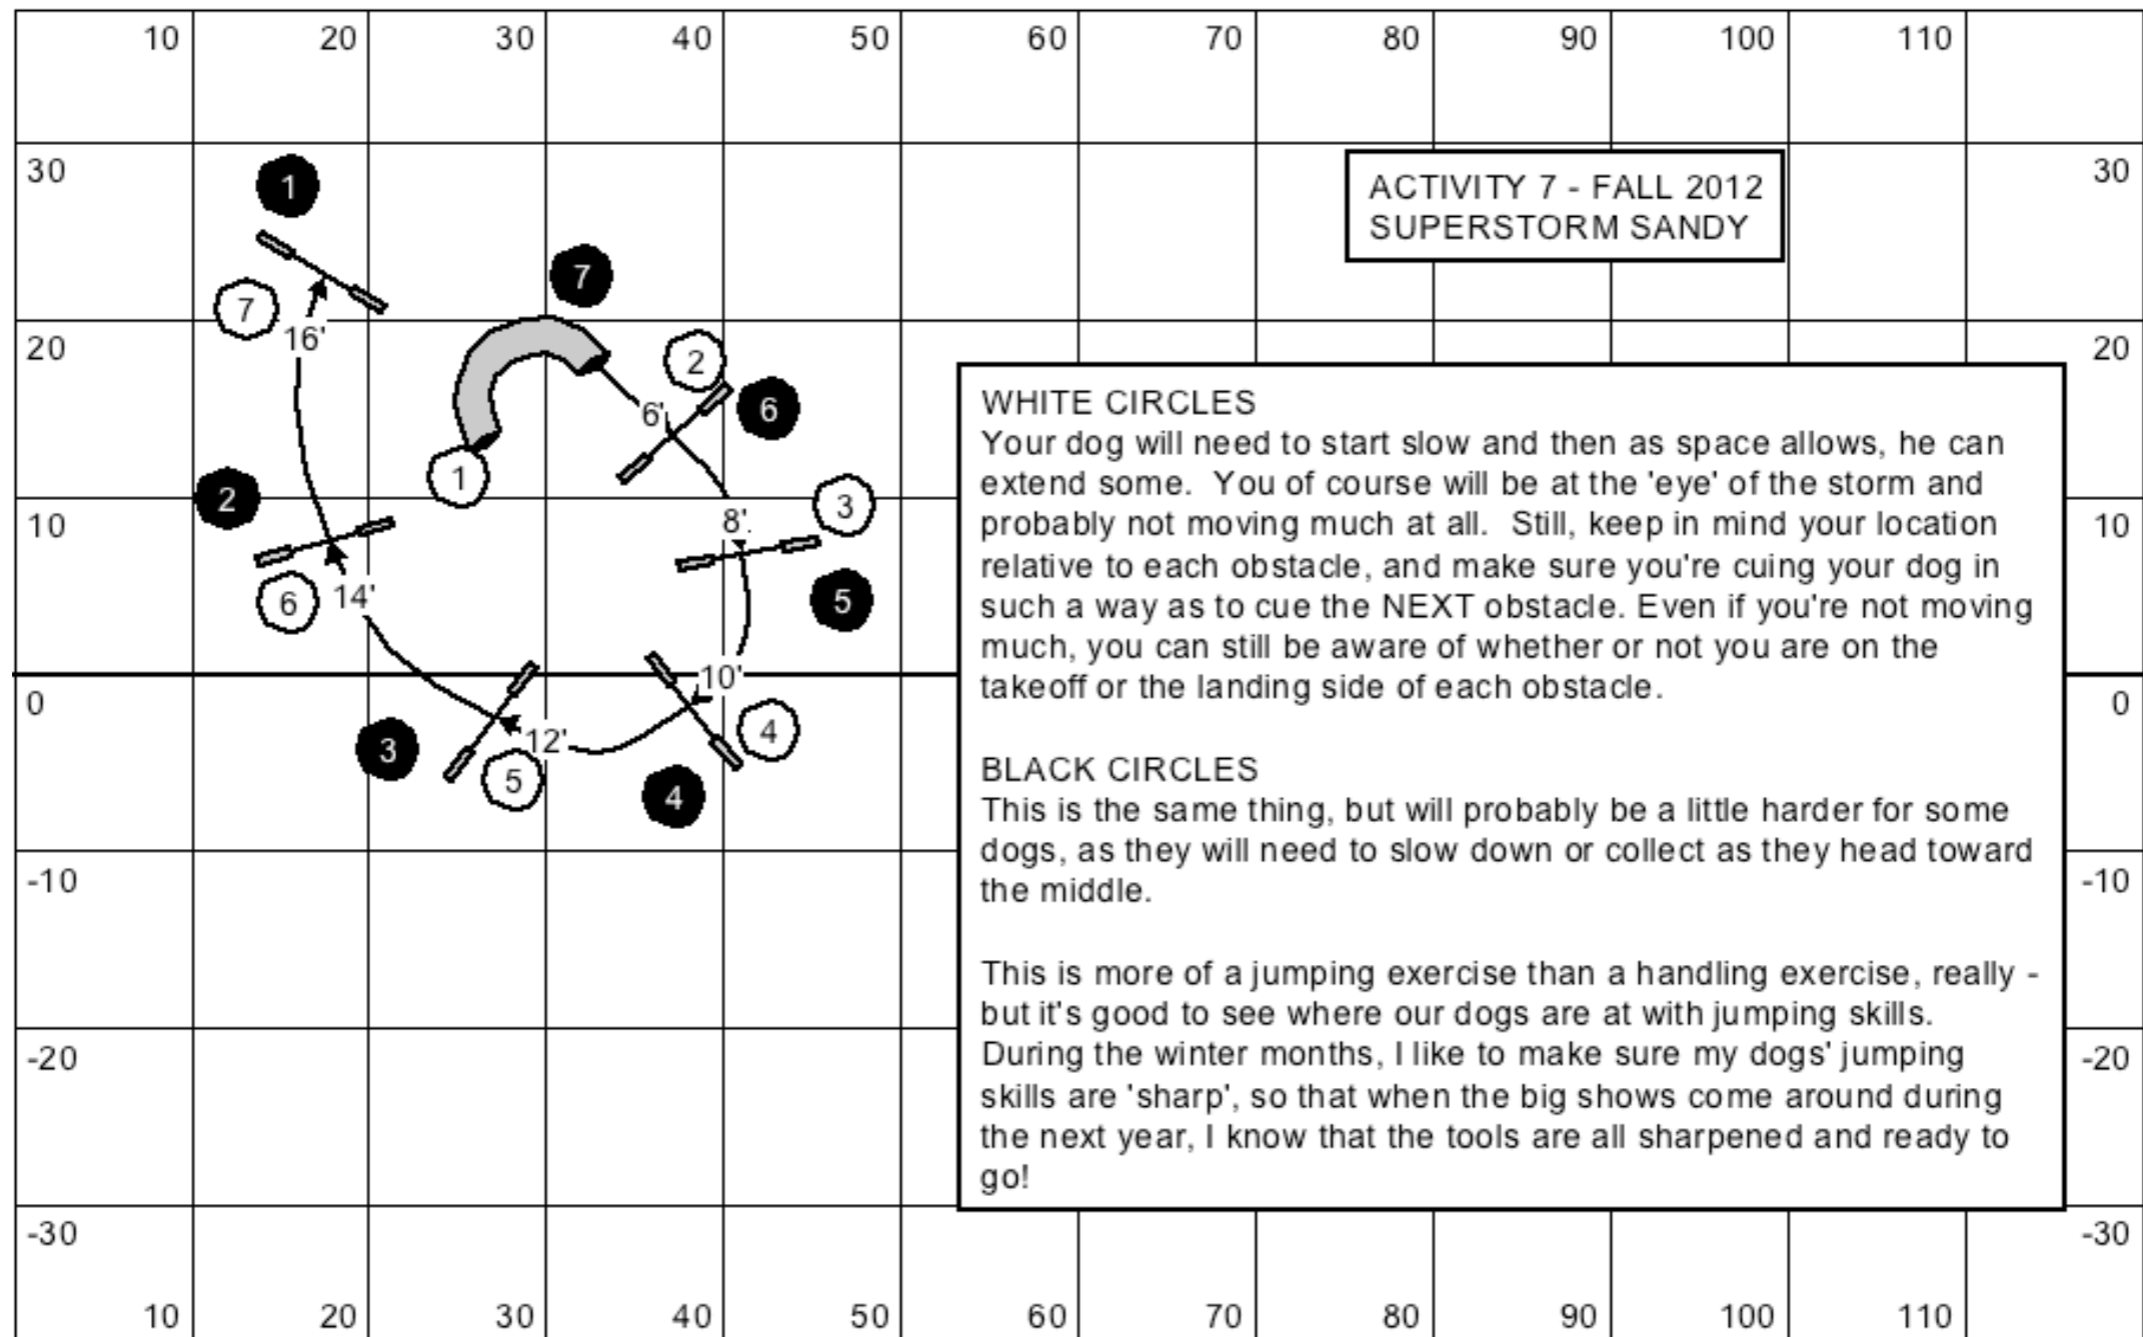 10 20 30 40 50 60 70 80 90 100 110
30 30
1
ACTIVITY 7 - FALL 2012
SUPERSTORM SANDY
7
7
16'
20 20
2
6'
6
WHITE CIRCLES
Your dog will need to start slow and then as space allows, he can
extend some. You of course will be at the 'eye' of the storm and
probably not moving much at all. Still, keep in mind your location
relative to each obstacle, and make sure you're cuing your dog in
such a way as to cue the NEXT obstacle. Even if you're not moving
much, you can still be aware of whether or not you are on the
takeoff or the landing side of each obstacle.
BLACK CIRCLES
This is the same thing, but will probably be a little harder for some
dogs, as they will need to slow down or collect as they head toward
the middle.
This is more of a jumping exercise than a handling exercise, really -
but it's good to see where our dogs are at with jumping skills.
During the winter months, I like to make sure my dogs' jumping
skills are 'sharp', so that when the big shows come around during
the next year, I know that the tools are all sharpened and ready to
go!
1
2
3
10 8'. 10
6 14' 5
10'
0 0
3 12' 4
5 4
-10 -10
-20 -20
-30 -30
10 20 30 40 50 60 70 80 90 100 110